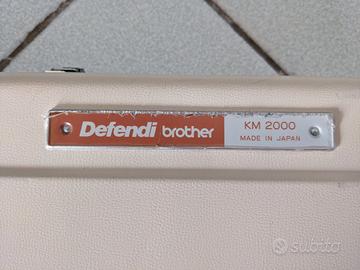 Defendi brother
KM 2000
MADE IN JAPAN
subito